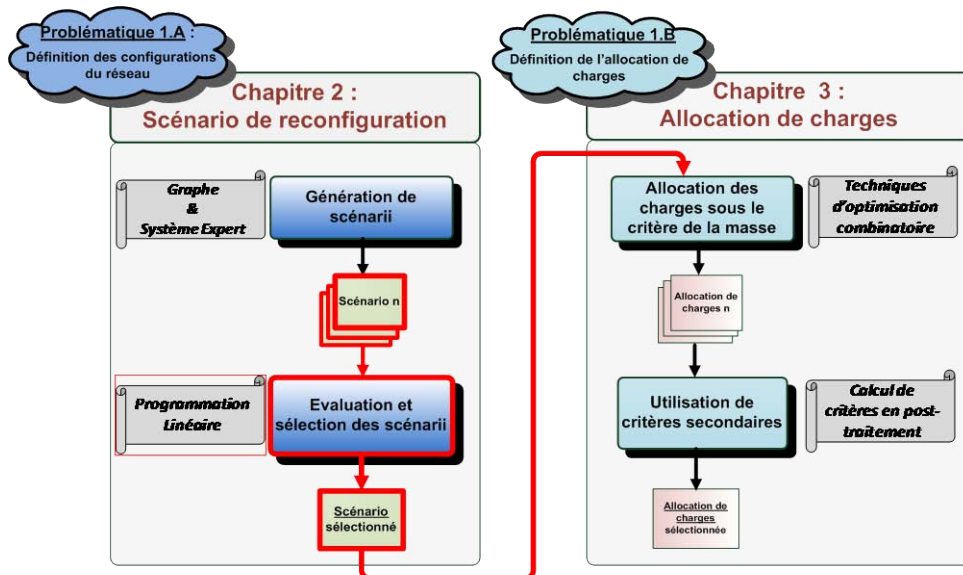 Problématique 1.A :
Définition des configurations
du réseau
Chapitre 2 :
Scénario de reconfiguration
Graphe
&
Système Expert
Génération de
scénarii
Scénario n
Programmation
Linéaire
Evaluation et
sélection des scénarii
Scénario
sélectionné
Problématique 1.B
Définition de l'allocation de
charges
Chapitre 3 :
Allocation de charges
Allocation des
charges sous le
critère de la masse
Techniques
d'optimisation
combinatoire
Allocation de
charges n
Utilisation de
critères secondaires
Calcul de
critères en post-
traitement
Allocation de
charges
sélectionnée